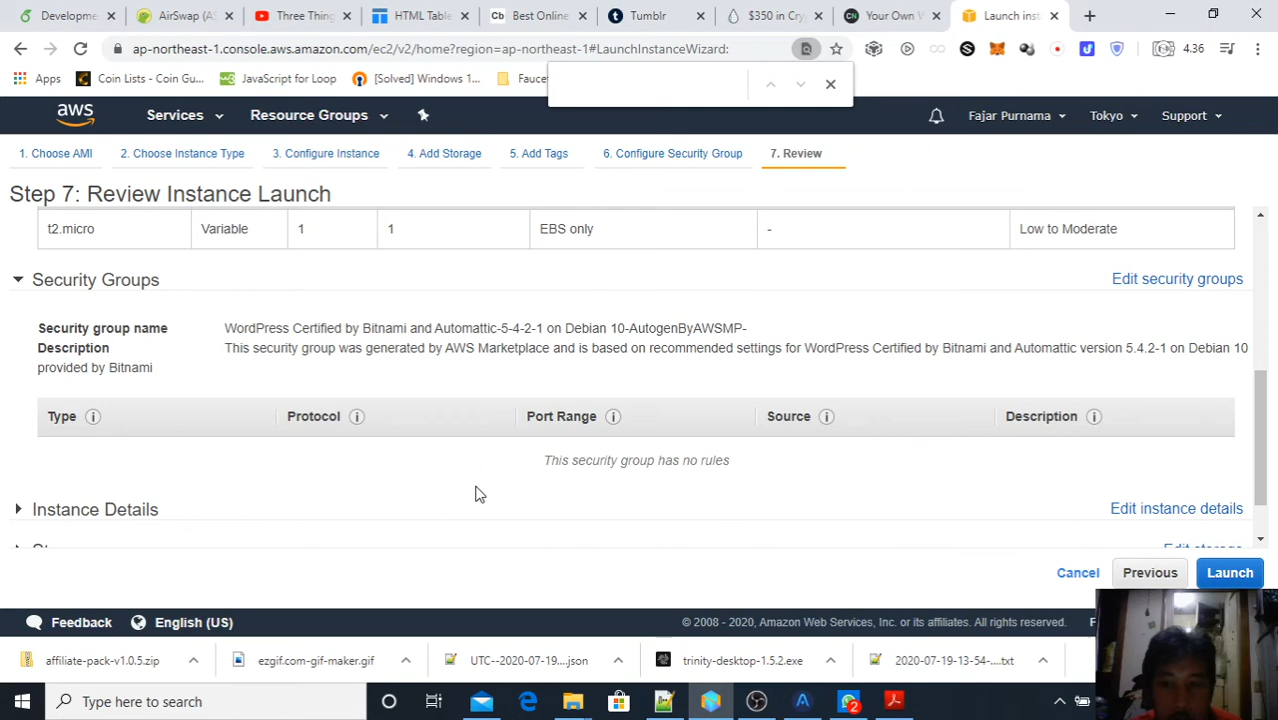 Developmen
AirSwap (AS
Three Thing
HTML Table
Cb Best Online
Tumblr
$350 in Cry
Your Own W
Launch inst
ap-northeast-1.console.aws.amazon.com/ec2/v2/home?region=ap-northeast-1#LaunchInstanceWizard:
4.36
Apps
Coin Lists - Coin Gu...
JavaScript for Loop
[Solved] Windows 1...
Faucet
aws
Services
Resource Groups
Fajar Purnama
Tokyo
Support
1. Choose AMI
2. Choose Instance Type
3. Configure Instance
4. Add Storage
5. Add Tags
6. Configure Security Group
7. Review
Step 7: Review Instance Launch
t2.micro Variable 1 1 EBS only - Low to Moderate
Security Groups
Edit security groups
Security group name WordPress Certified by Bitnami and Automattic-5-4-2-1 on Debian 10-AutogenByAWSMP-
Description This security group was generated by AWS Marketplace and is based on recommended settings for WordPress Certified by Bitnami and Automattic version 5.4.2-1 on Debian 10
provided by Bitnami
Type Protocol Port Range Source Description
This security group has no rules
Instance Details
Edit instance details
Cancel
Previous
Launch
Feedback
English (US)
© 2008 - 2020, Amazon Web Services, Inc. or its affiliates. All rights reserved.
affiliate-pack-v1.0.5.zip
ezgif.com-gif-maker.gif
UTC--2020-07-19....json
trinity-desktop-1.5.2.exe
2020-07-19-13-54-....txt
Type here to search
2